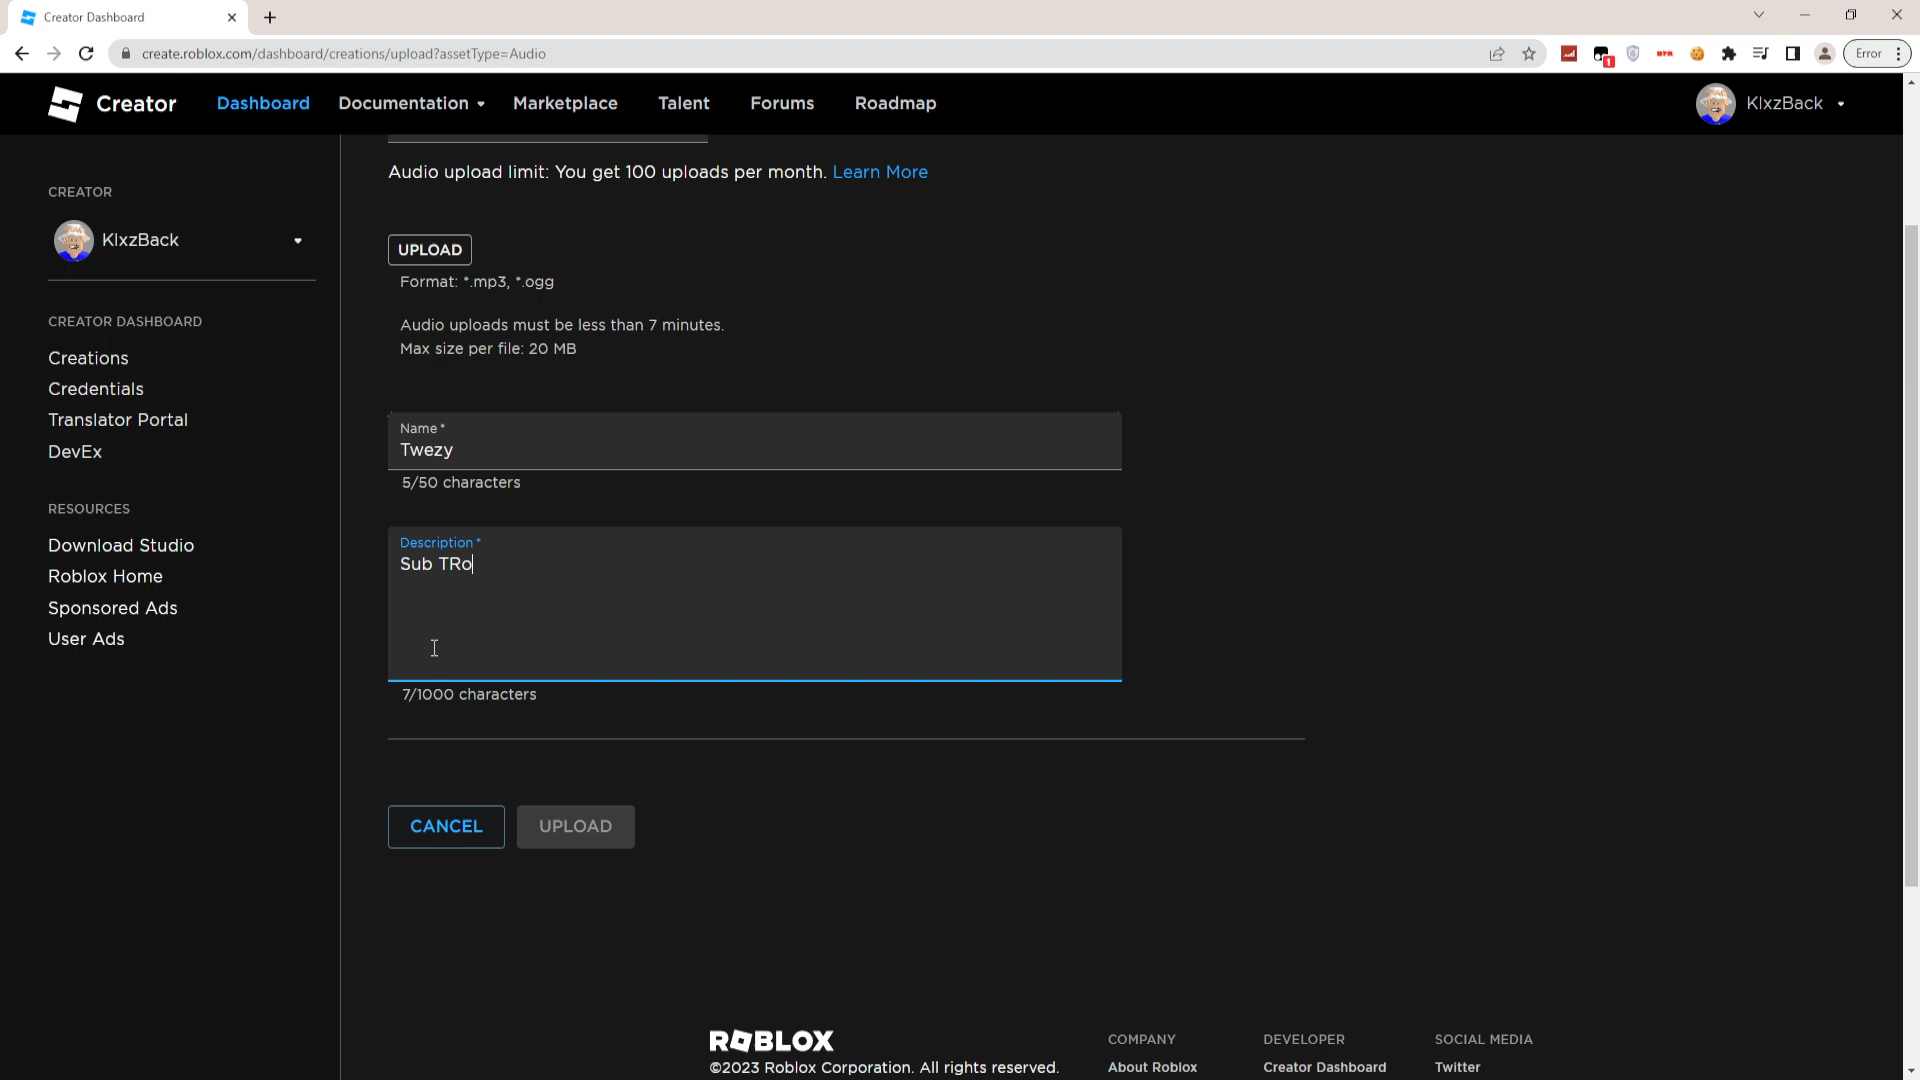 Creator Dashboard
create.roblox.com/dashboard/creations/upload?assetType=Audio
1
Error
Creator
Dashboard
Documentation
Marketplace
Talent
Forums
Roadmap
KlxzBack
CREATOR
KlxzBack
CREATOR DASHBOARD
Creations
Credentials
Translator Portal
DevEx
RESOURCES
Download Studio
Roblox Home
Sponsored Ads
User Ads
Audio upload limit: You get 100 uploads per month. Learn More
UPLOAD
Format: *.mp3, *.ogg
Audio uploads must be less than 7 minutes.
Max size per file: 20 MB
Name*
Twezy
5/50 characters
Description*
Sub TRo
7/1000 characters
CANCEL
UPLOAD
ROBLOX
©2023 Roblox Corporation. All rights reserved.
COMPANY
About Roblox
DEVELOPER
Creator Dashboard
SOCIAL MEDIA
Twitter